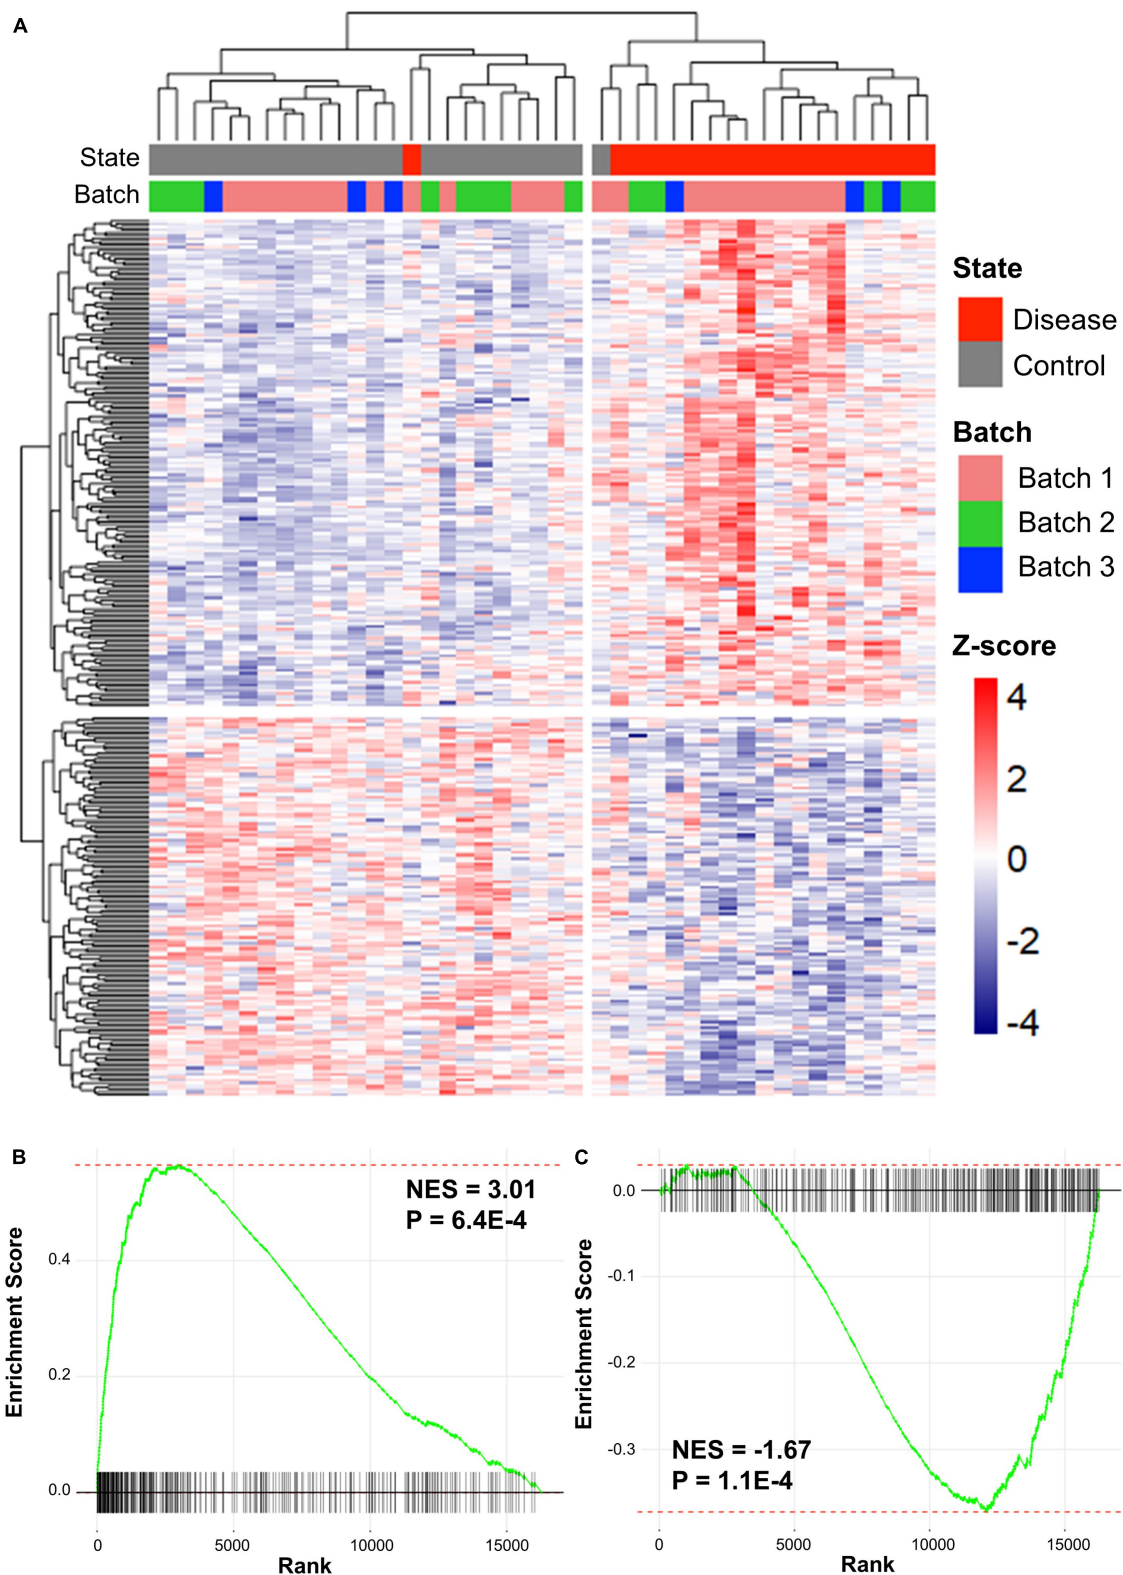 A
State
Batch
State
Disease
Control
Batch
Batch 1
Batch 2
Batch 3
Z-score
4
2
0
-2
-4
B
NES = 3.01
P = 6.4E-4
Enrichment Score
0.4
0.2
0.0
0
5000
10000
15000
Rank
C
0.0
-0.1
-0.2
-0.3
Enrichment Score
NES = -1.67
P = 1.1E-4
0
5000
10000
15000
Rank